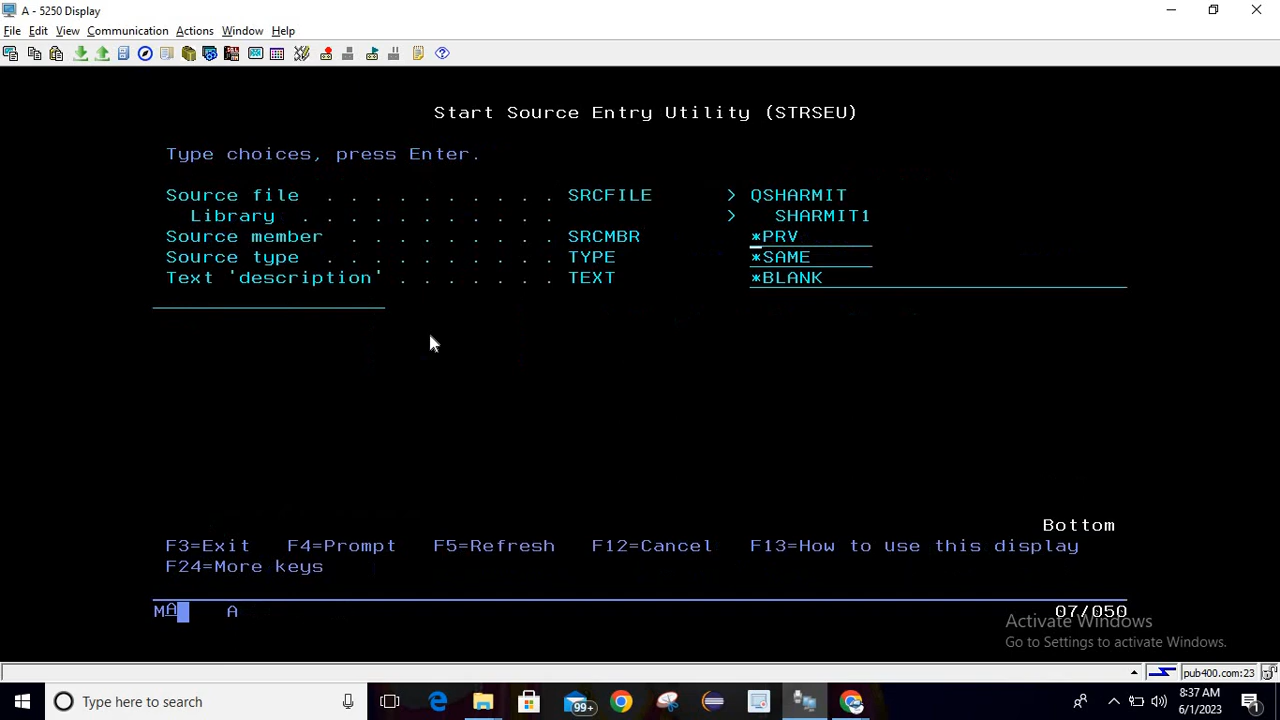 A - 5250 Display
File Edit View Communication Actions Window Help
Start Source Entry Utility (STRSEU)
Type choices, press Enter.
Source file . . . . . . . . . . SRCFILE > QSHARMIT
Library . . . . . . . . . . . > SHARMIT1
Source member . . . . . . . . . SRCMBR *PRV
Source type . . . . . . . . . . TYPE *SAME
Text 'description' . . . . . . . TEXT *BLANK
Bottom
F3=Exit F4=Prompt F5=Refresh F12=Cancel F13=How to use this display
F24=More keys
MA A 07/050
Activate Windows
Go to Settings to activate Windows.
pub400.com:23
Type here to search
99+
8:37 AM
6/1/2023
1